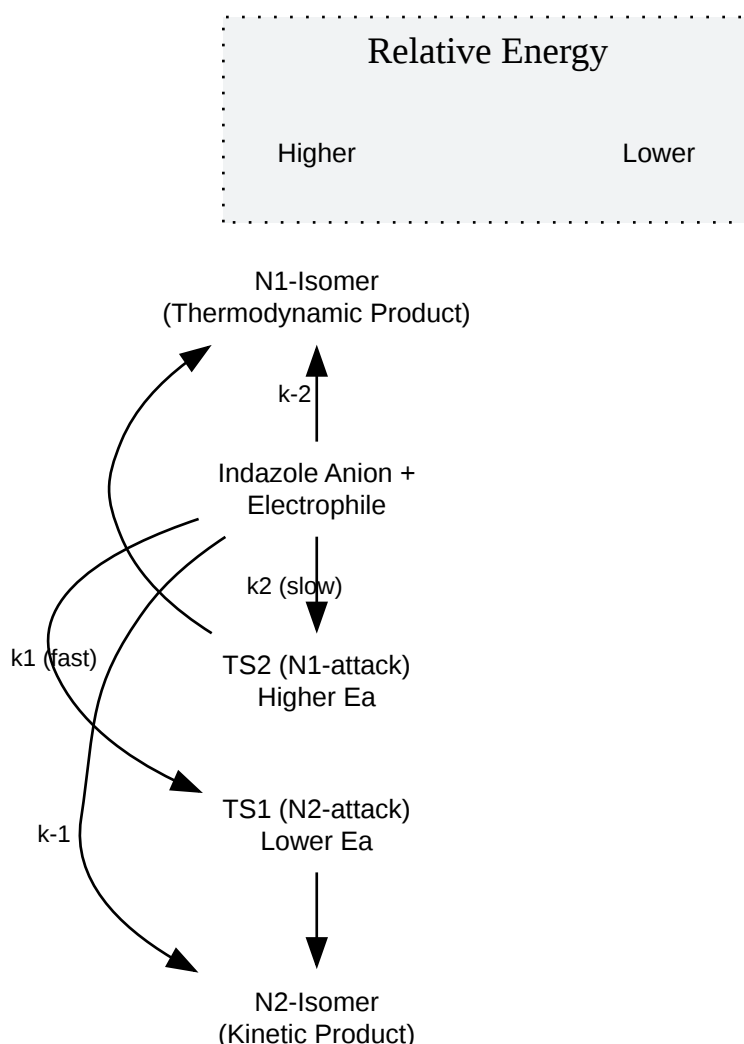 Relative Energy
Higher
Lower
N1-Isomer
(Thermodynamic Product)
k-2
Indazole Anion +
Electrophile
k2 (slow)
k1 (fast)
TS2 (N1-attack)
Higher Ea
TS1 (N2-attack)
Lower Ea
k-1
N2-Isomer
(Kinetic Product)